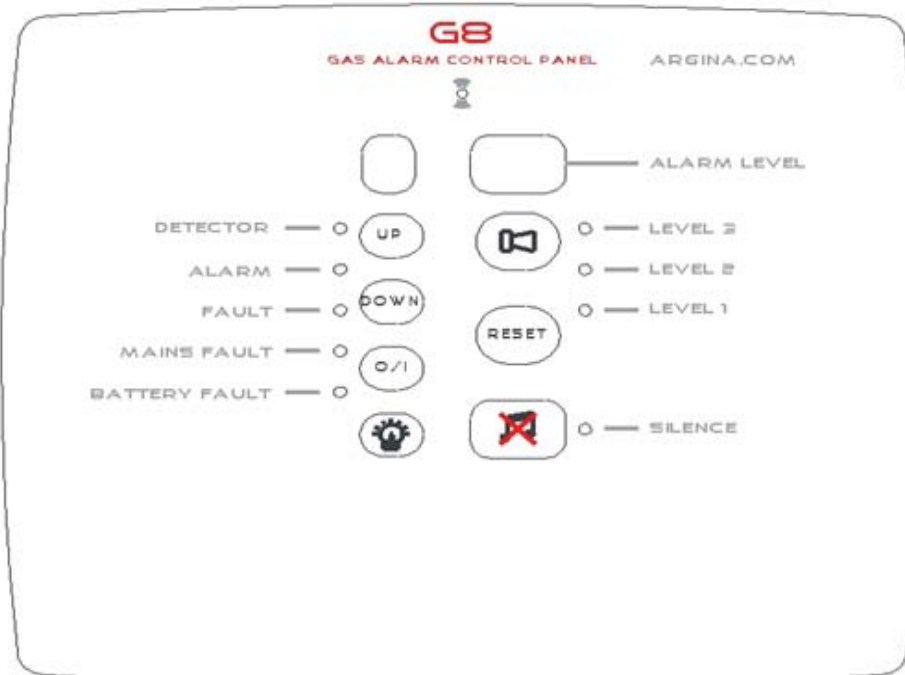 G8
GAS ALARM CONTROL PANEL ARGINA.COM
ALARM LEVEL
DETECTOR UP LEVEL 3
ALARM LEVEL 2
FAULT DOWN LEVEL 1
RESET
MAINS FAULT O/I
BATTERY FAULT
SILENCE